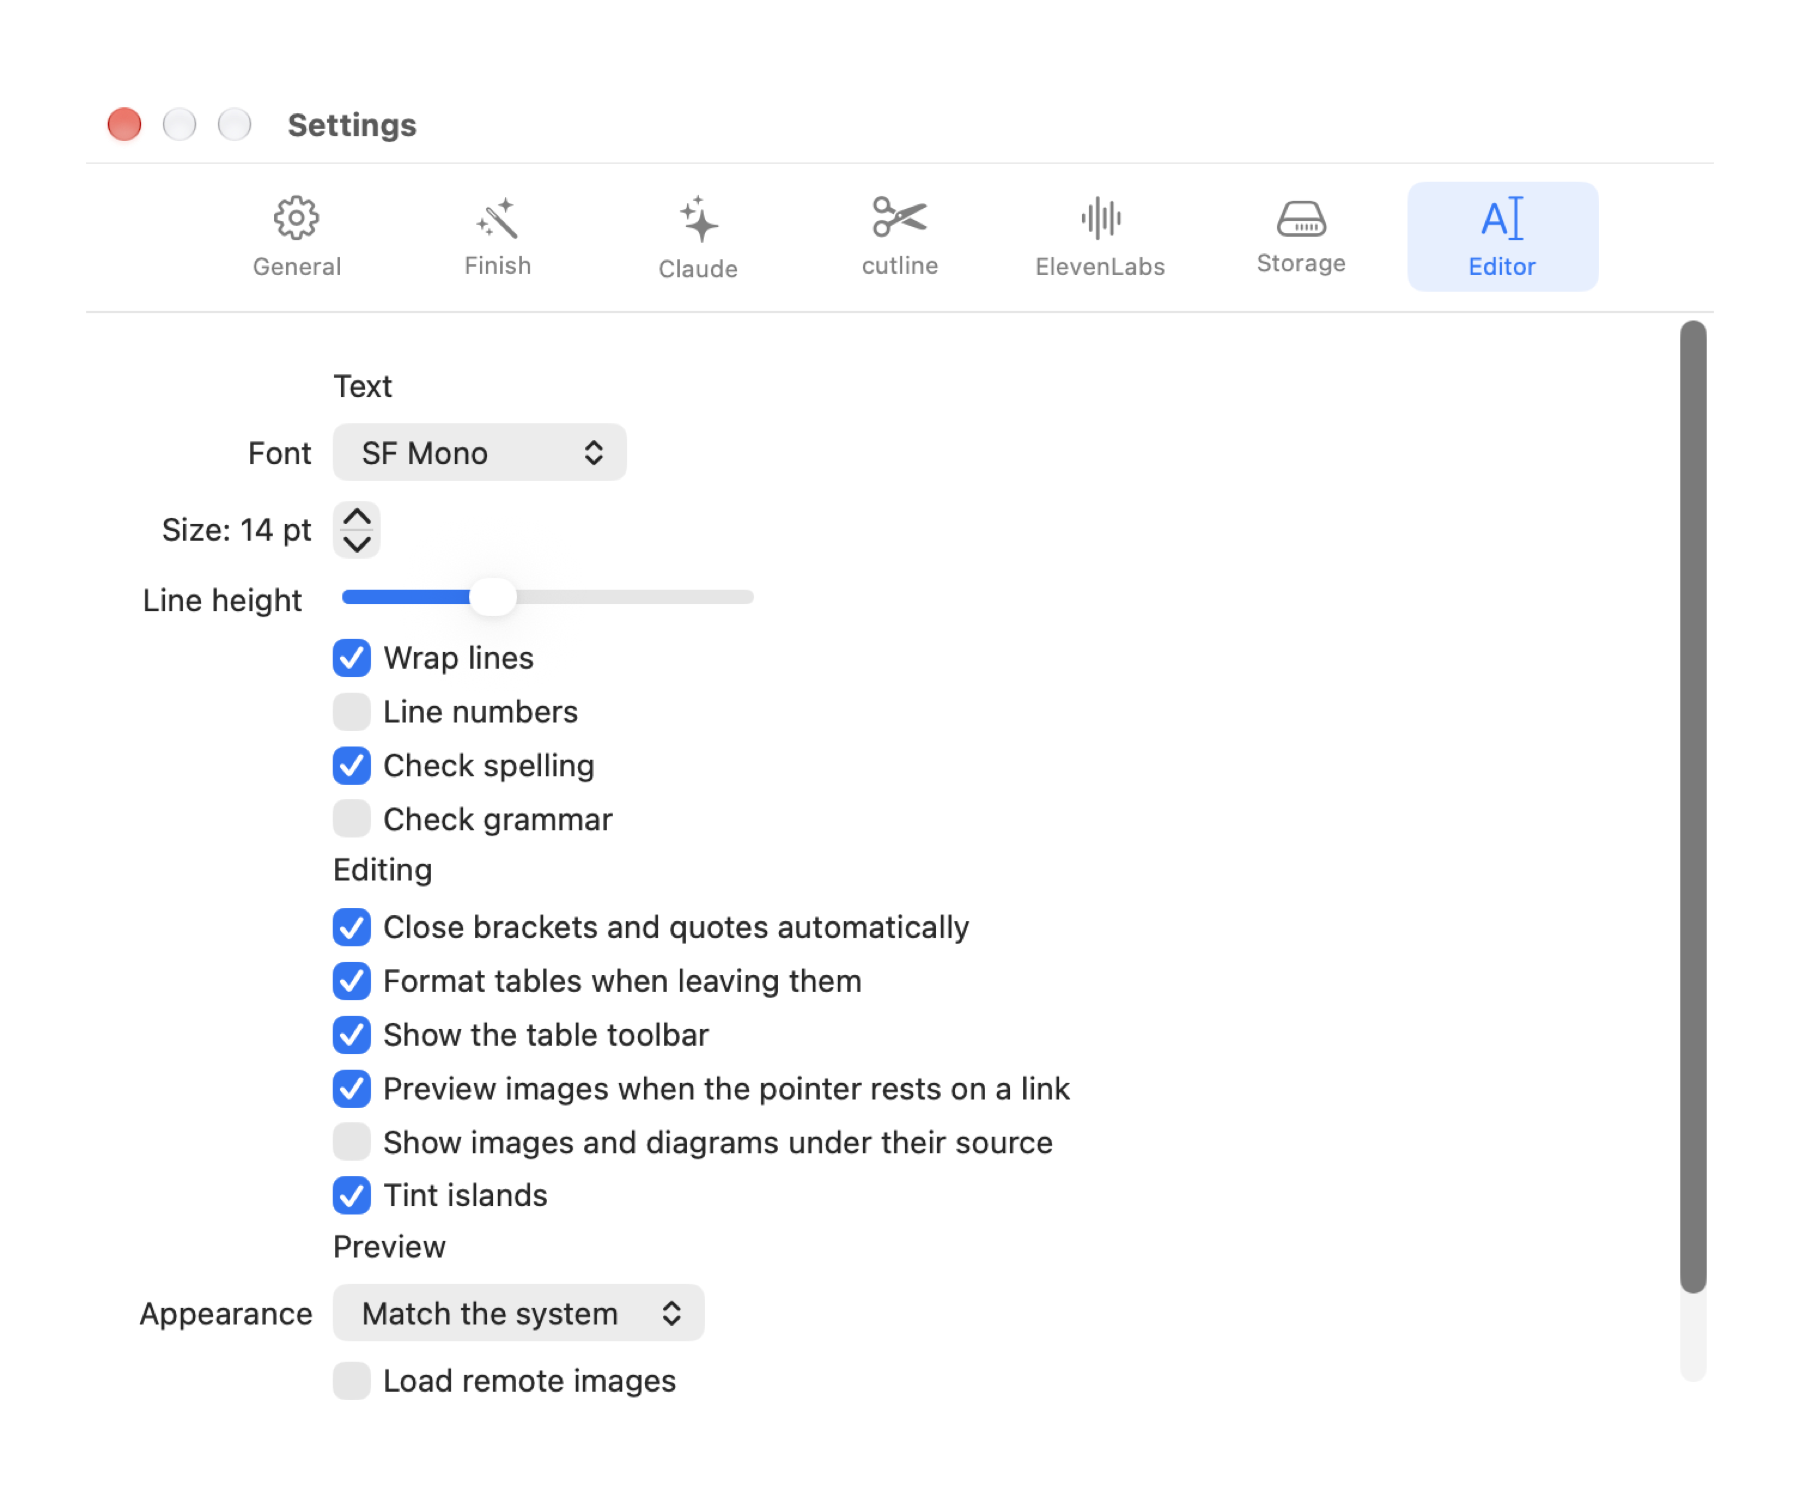 Settings
General
Finish
Claude
cutline
ElevenLabs
Storage
Editor
Text
Font SF Mono
Size: 14 pt
Line height
Wrap lines
Line numbers
Check spelling
Check grammar
Editing
Close brackets and quotes automatically
Format tables when leaving them
Show the table toolbar
Preview images when the pointer rests on a link
Show images and diagrams under their source
Tint islands
Preview
Appearance Match the system
Load remote images